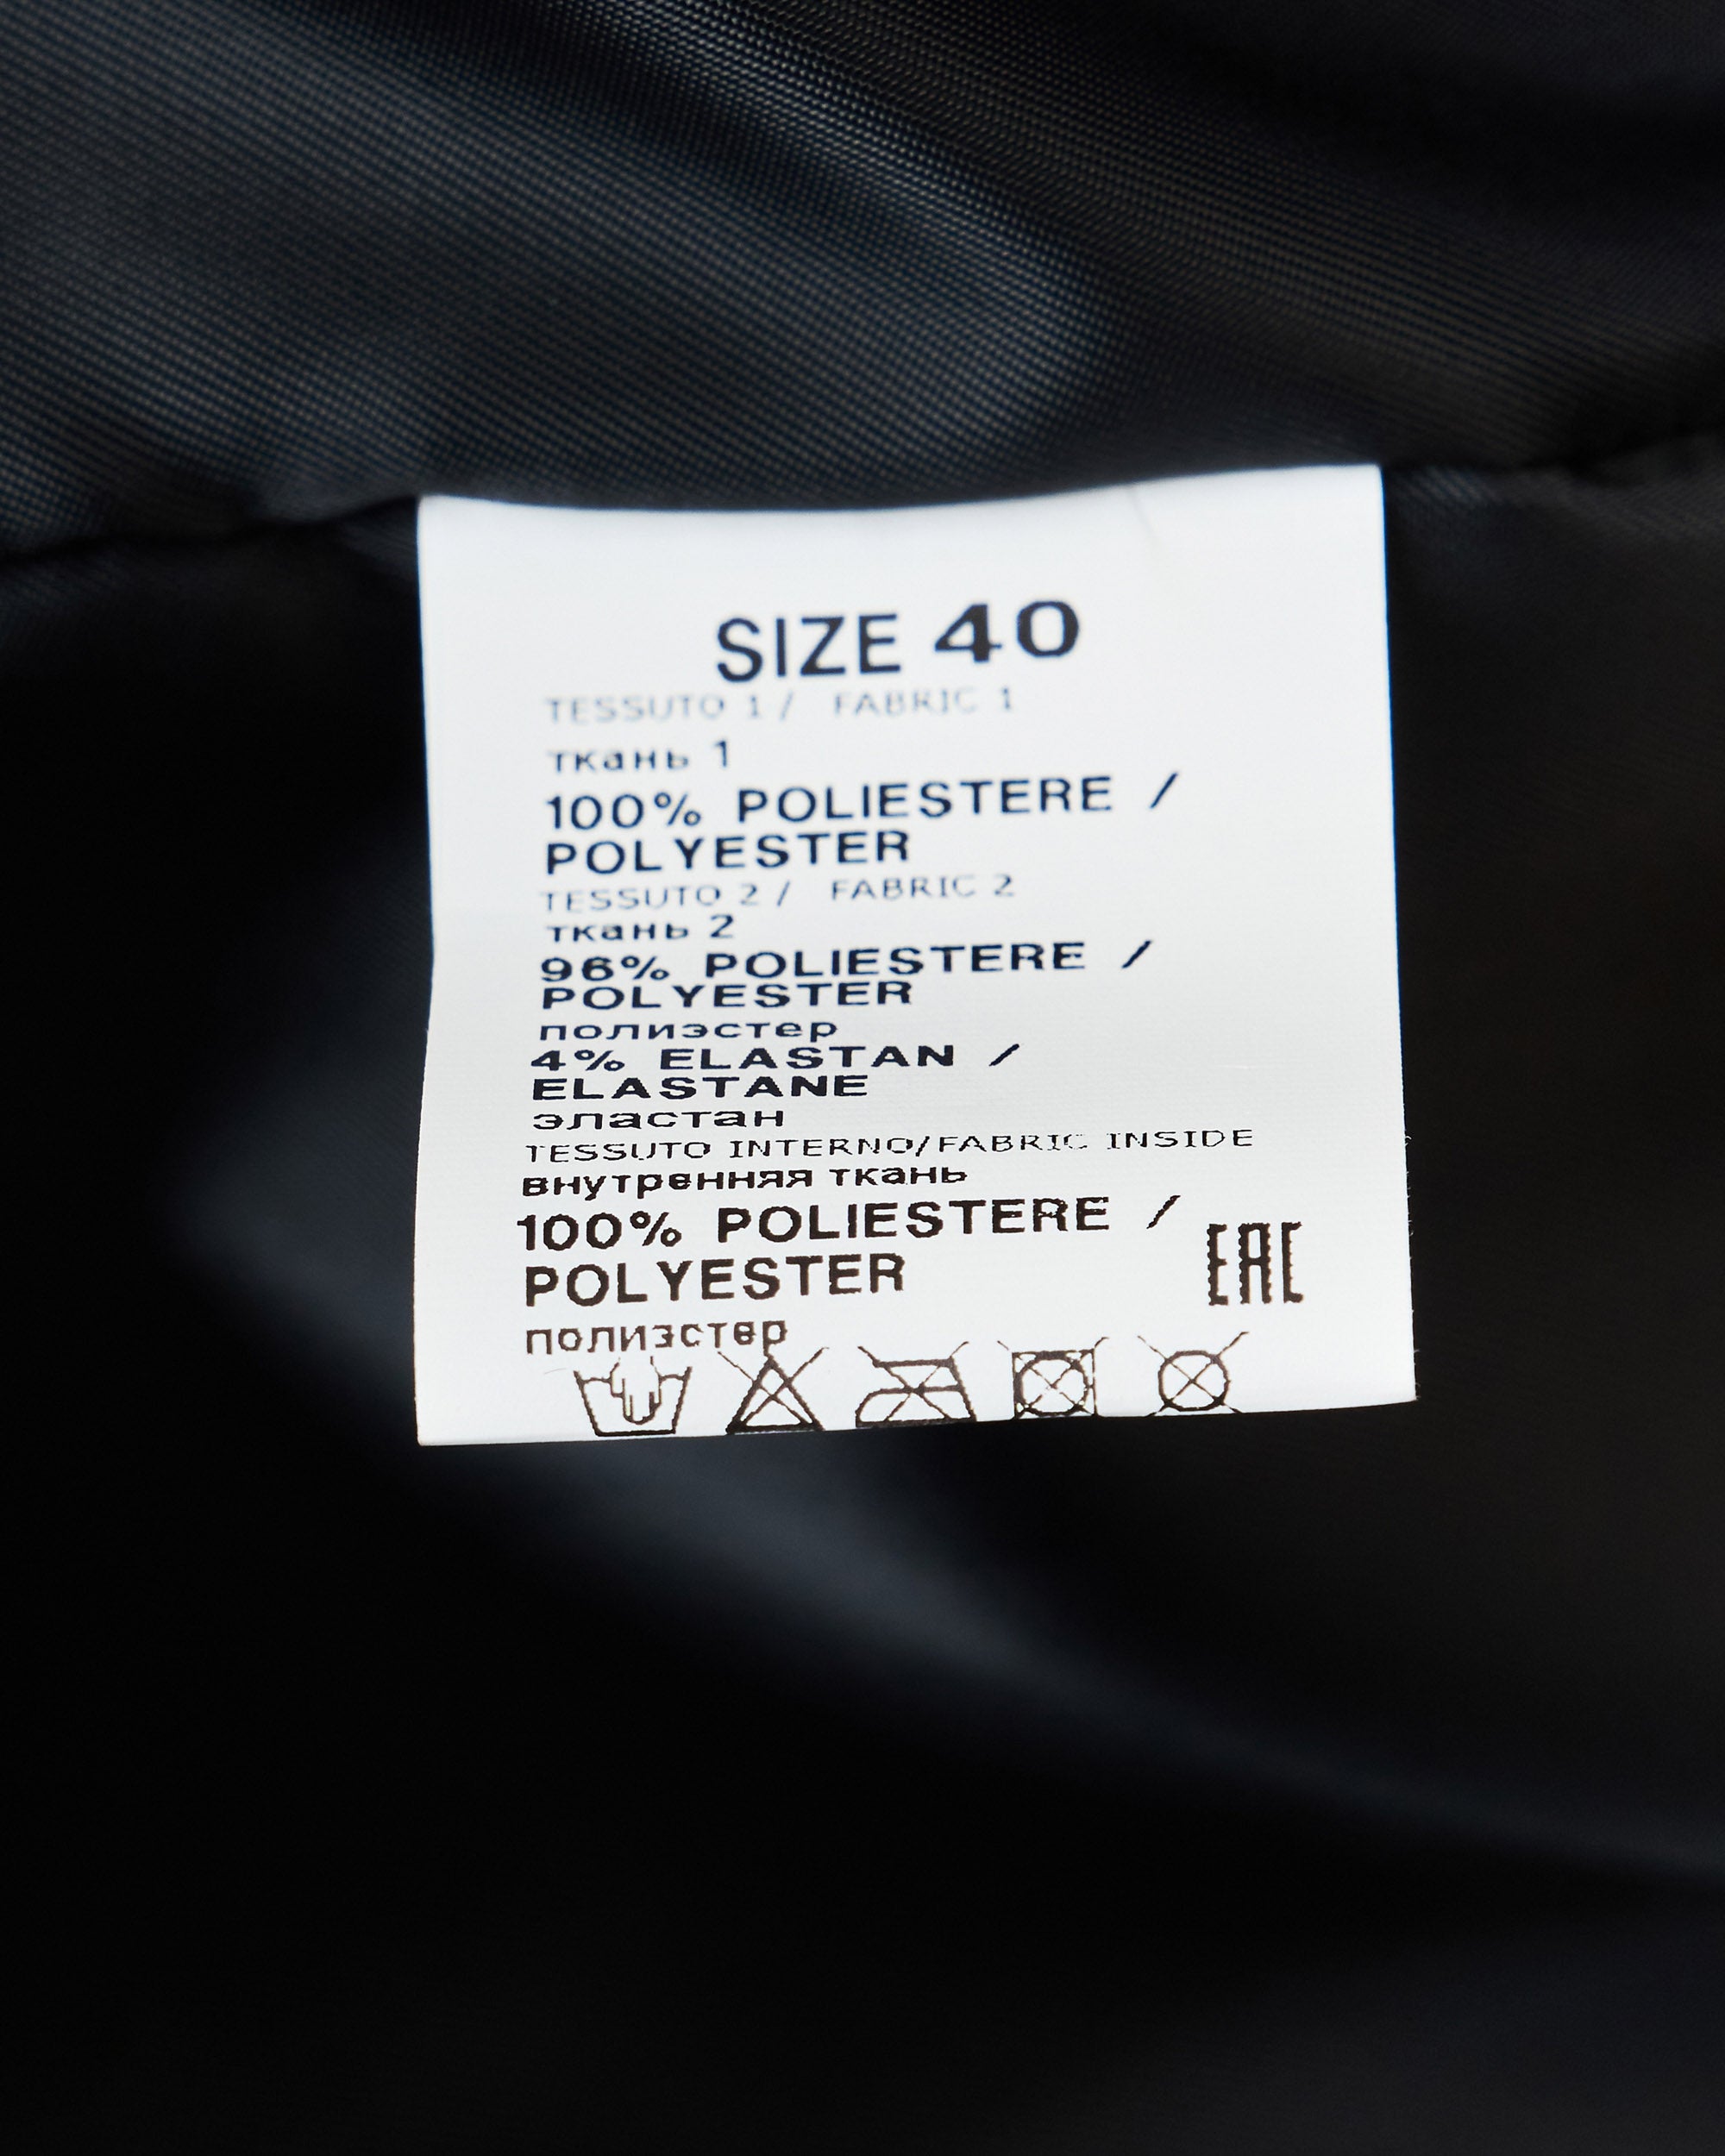 SIZE 40
TESSUTO 1 / FABRIC 1
ткань 1
100% POLIESTERE /
POLYESTER
TESSUTO 2 / FABRIC 2
ткань 2
96% POLIESTERE /
POLYESTER
полиэстер
4% ELASTAN /
ELASTANE
эластан
TESSUTO INTERNO/FABRIC INSIDE
внутренняя ткань
100% POLIESTERE /
POLYESTER
EAC
полиэстер